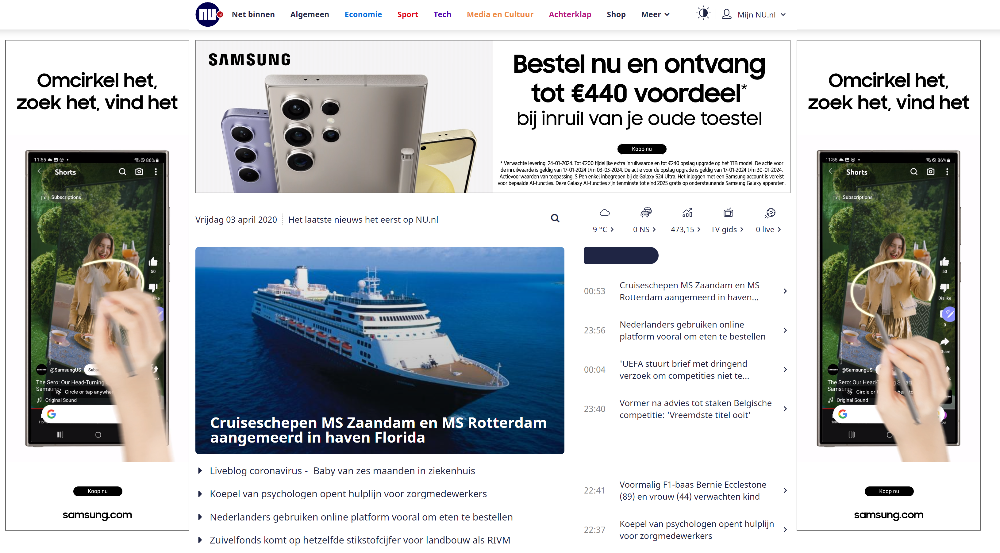 nu nl
Net binnen
Algemeen
Economie
Sport
Tech
Media en Cultuur
Achterklap
Shop
Meer
Mijn NU.nl
Omcirkel het,
zoek het, vind het
11:55
86%
Shorts
Subscriptions
50
like
SAMSUNG
@SamsungUS
Subs
The Sero: Our Head-Turning
Samsung
Circle or tap anywhe
Original Sound
Hom
Koop nu
samsung.com
SAMSUNG
Bestel nu en ontvang
tot €440 voordeel*
bij inruil van je oude toestel
Koop nu
* Verwachte levering: 24-01-2024. Tot €200 tijdelijke extra inruilwaarde en tot €240 opslag upgrade op het 1TB model. De actie voor
de inruilwaarde is geldig van 17-01-2024 t/m 03-03-2024. De actie voor de opslag upgrade is geldig van 17-01-2024 t/m 30-01-2024.
Actievoorwaarden van toepassing. S Pen enkel inbegrepen bij de Galaxy S24 Ultra. Het inloggen met een Samsung account is vereist
voor bepaalde AI-functies. Deze Galaxy AI-functies zijn tenminste tot eind 2025 gratis op ondersteunende Samsung Galaxy apparaten.
Vrijdag 03 april 2020
Het laatste nieuws het eerst op NU.nl
9 °C
0 NS
473,15
TV gids
0 live
Cruiseschepen MS Zaandam en MS Rotterdam
aangemeerd in haven Florida
Liveblog coronavirus - Baby van zes maanden in ziekenhuis
Koepel van psychologen opent hulplijn voor zorgmedewerkers
Nederlanders gebruiken online platform vooral om eten te bestellen
Zuivelfonds komt op hetzelfde stikstofcijfer voor landbouw als RIVM
00:53
Cruiseschepen MS Zaandam en MS
Rotterdam aangemeerd in haven...
23:56
Nederlanders gebruiken online
platform vooral om eten te bestellen
00:04
'UEFA stuurt brief met dringend
verzoek om competities niet te...
23:40
Vormer na advies tot staken Belgische
competitie: 'Vreemdste titel ooit'
22:41
Voormalig F1-baas Bernie Ecclestone
(89) en vrouw (44) verwachten kind
22:37
Koepel van psychologen opent hulplijn
voor zorgmedewerkers
Omcirkel het,
zoek het, vind het
11:55
86%
Shorts
Subscriptions
50
Dislike
0
hare
SAMSUNG
@SamsungUS
The Sero: Our Head-
Samsung
Circle or t
Original Sound
Hom
ou
Koop nu
samsung.com